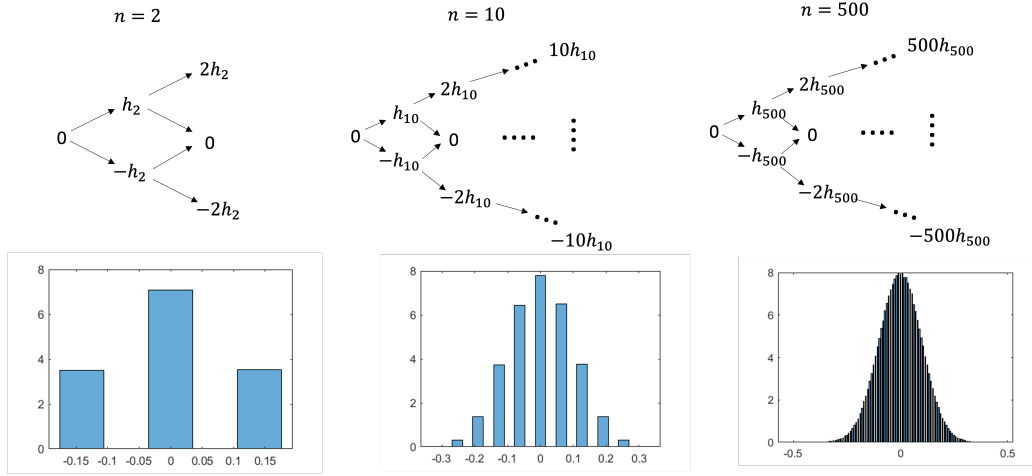 n = 2
2h₂
h₂
0
0
−h₂
−2h₂
8
6
4
2
0
-0.15 -0.1 -0.05 0 0.05 0.1 0.15
n = 10
10h₁₀
2h₁₀
h₁₀
0
0
−h₁₀
−2h₁₀
−10h₁₀
8
6
4
2
0
-0.3 -0.2 -0.1 0 0.1 0.2 0.3
n = 500
500h₅₀₀
2h₅₀₀
h₅₀₀
0
0
−h₅₀₀
−2h₅₀₀
−500h₅₀₀
8
6
4
2
0
-0.5 0 0.5